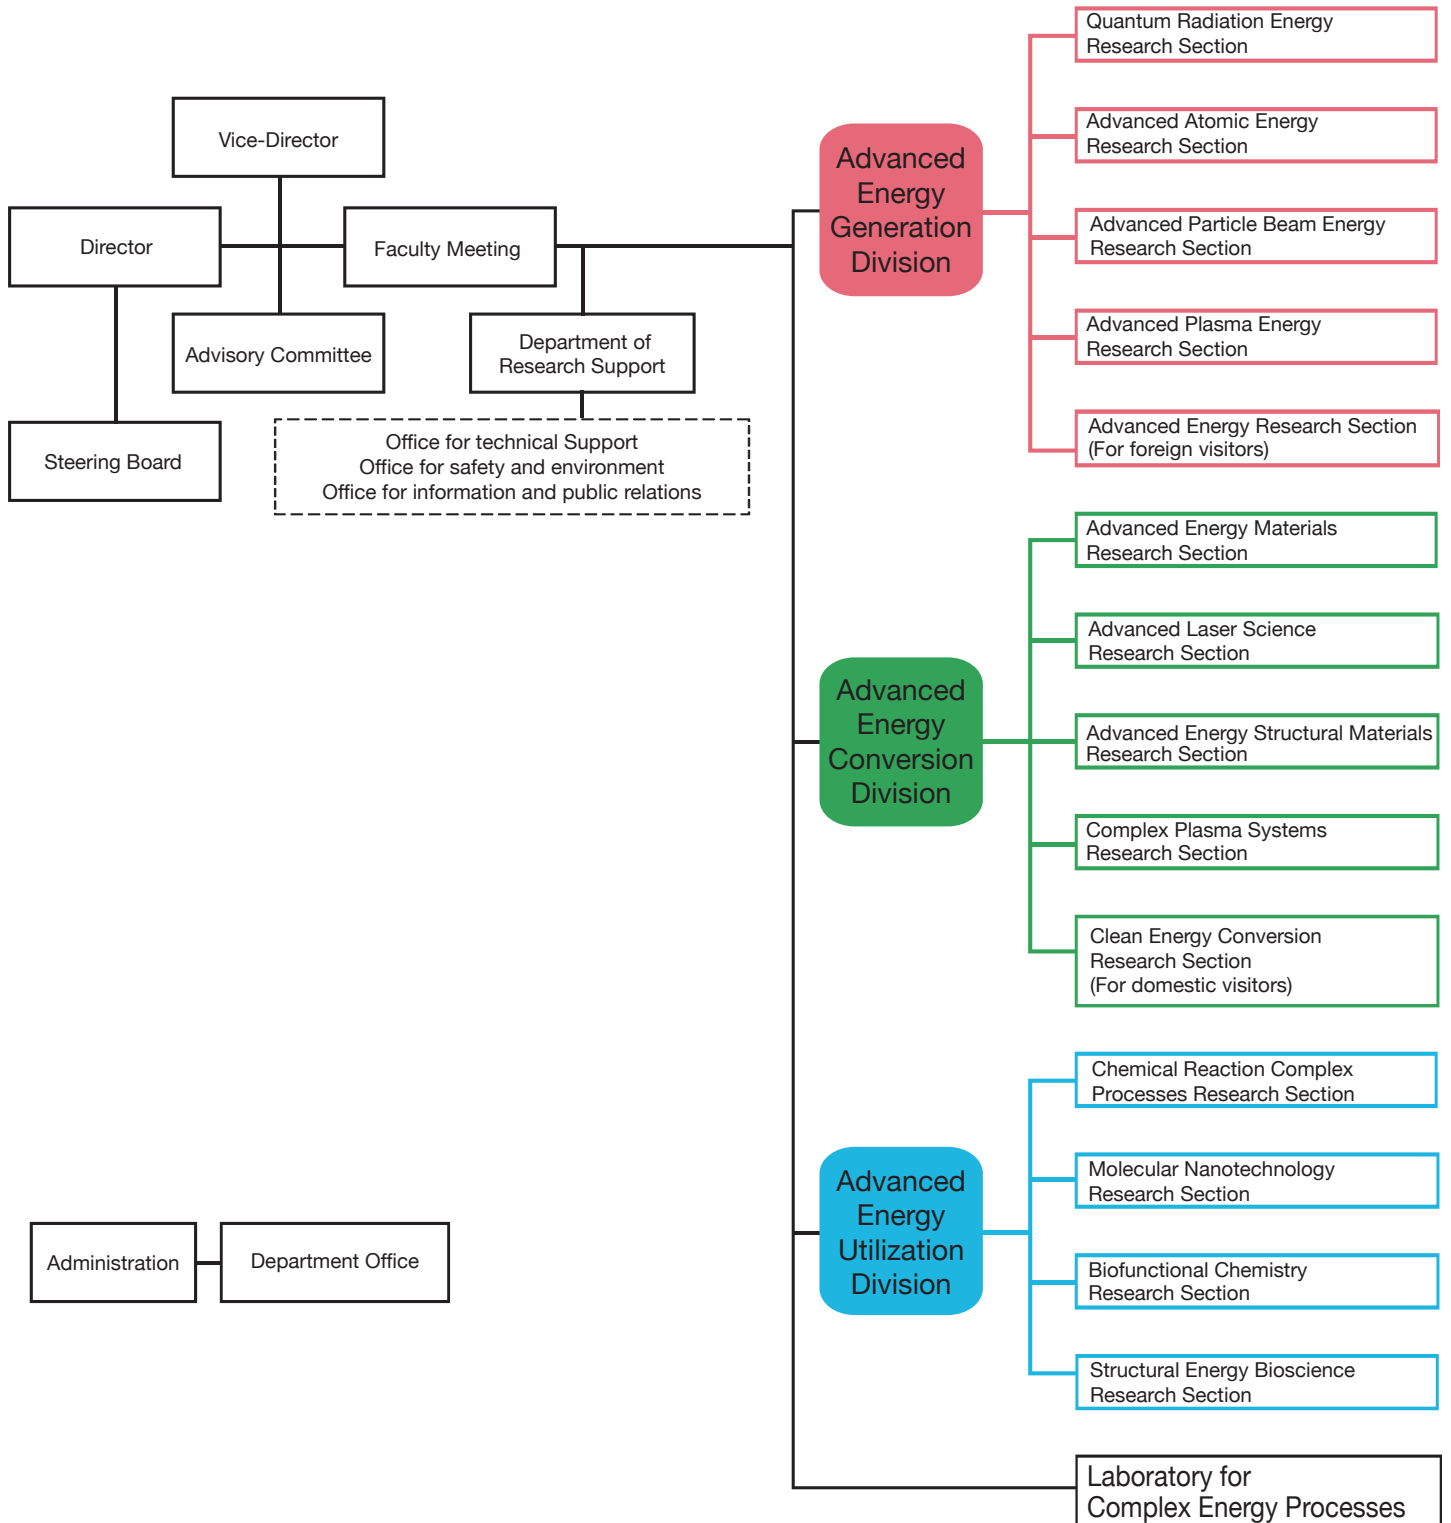 Vice-Director
Director
Faculty Meeting
Advisory Committee
Department of
Research Support
Steering Board
Office for technical Support
Office for safety and environment
Office for information and public relations
Administration
Department Office
Advanced
Energy
Generation
Division
Quantum Radiation Energy
Research Section
Advanced Atomic Energy
Research Section
Advanced Particle Beam Energy
Research Section
Advanced Plasma Energy
Research Section
Advanced Energy Research Section
(For foreign visitors)
Advanced
Energy
Conversion
Division
Advanced Energy Materials
Research Section
Advanced Laser Science
Research Section
Advanced Energy Structural Materials
Research Section
Complex Plasma Systems
Research Section
Clean Energy Conversion
Research Section
(For domestic visitors)
Advanced
Energy
Utilization
Division
Chemical Reaction Complex
Processes Research Section
Molecular Nanotechnology
Research Section
Biofunctional Chemistry
Research Section
Structural Energy Bioscience
Research Section
Laboratory for
Complex Energy Processes